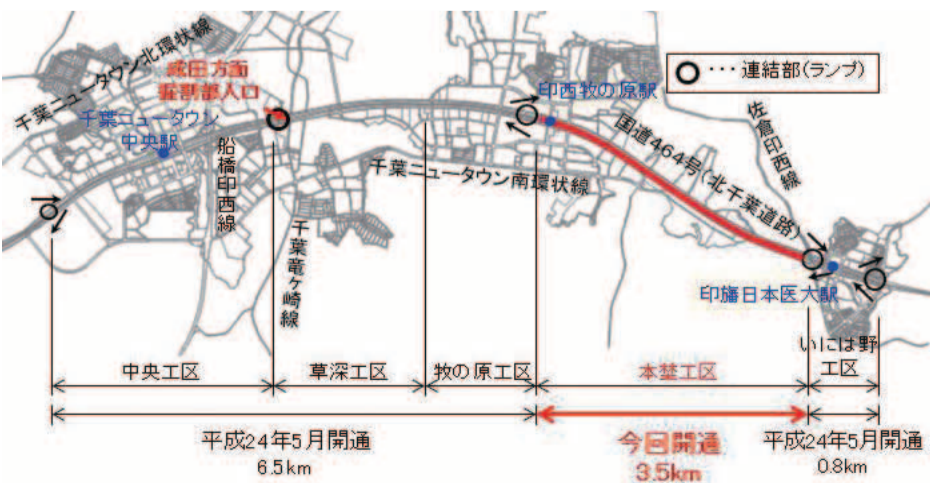 千葉ニュータウン北環状線
成田方面
掘割部入口
千葉ニュータウン
中央駅
船橋印西線
千葉竜ヶ崎線
千葉ニュータウン南環状線
印西牧の原駅
○・・・連結部(ランプ)
国道464号(北千葉道路)
佐倉印西線
印旛日本医大駅
中央工区
草深工区
牧の原工区
本埜工区
いには野
工区
平成24年5月開通
6.5km
今回開通
3.5km
平成24年5月開通
0.8km